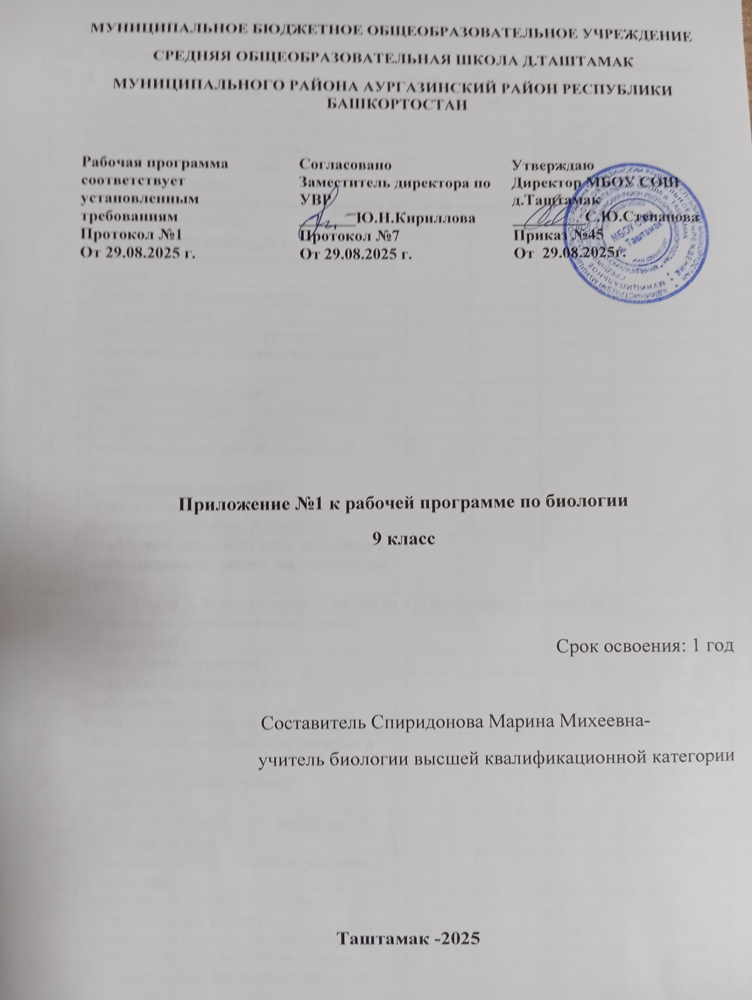 МУНИЦИПАЛЬНОЕ БЮДЖЕТНОЕ ОБЩЕОБРАЗОВАТЕЛЬНОЕ УЧРЕЖДЕНИЕ
СРЕДНЯЯ ОБЩЕОБРАЗОВАТЕЛЬНАЯ ШКОЛА Д.ТАШТАМАК
МУНИЦИПАЛЬНОГО РАЙОНА АУРГАЗИНСКИЙ РАЙОН РЕСПУБЛИКИ
БАШКОРТОСТАН
Рабочая программа
соответствует
установленным
требованиям
Протокол №1
От 29.08.2025 г.
Согласовано
Заместитель директора по
УВР
Ю.Н.Кириллова
Протокол №7
От 29.08.2025 г.
Утверждаю
Директор МБОУ СОШ
д.Таштамак
С.Ю.Степанова
Приказ №45
От 29.08.2025г.
МБОУ СОШ
д. Таштамак
Приложение №1 к рабочей программе по биологии
9 класс
Срок освоения: 1 год
Составитель Спиридонова Марина Михеевна-
учитель биологии высшей квалификационной категории
Таштамак -2025